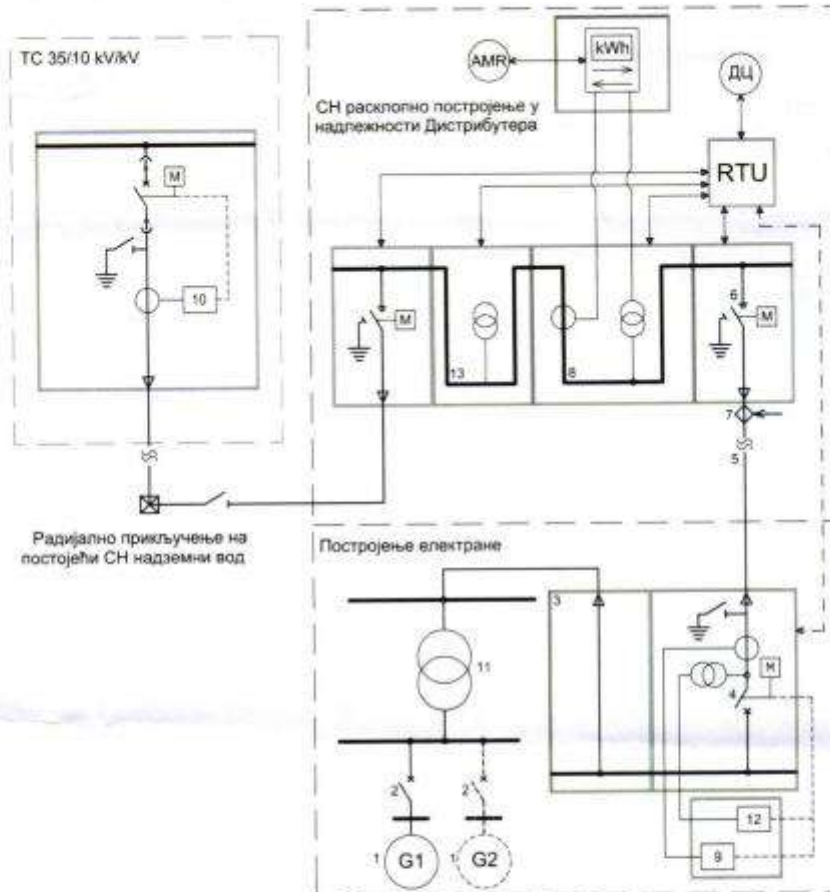 ТС 35/10 kV/kV
AMR
kWh
ДЦ
СН расклопно постројење у
надлежности Дистрибутера
RTU
M
10
M
13
8
6
M
7
5
Радијално прикључење на
постојећи СН надземни вод
Постројење електране
3
11
M
4
2
2
12
9
1
G1
1
G2